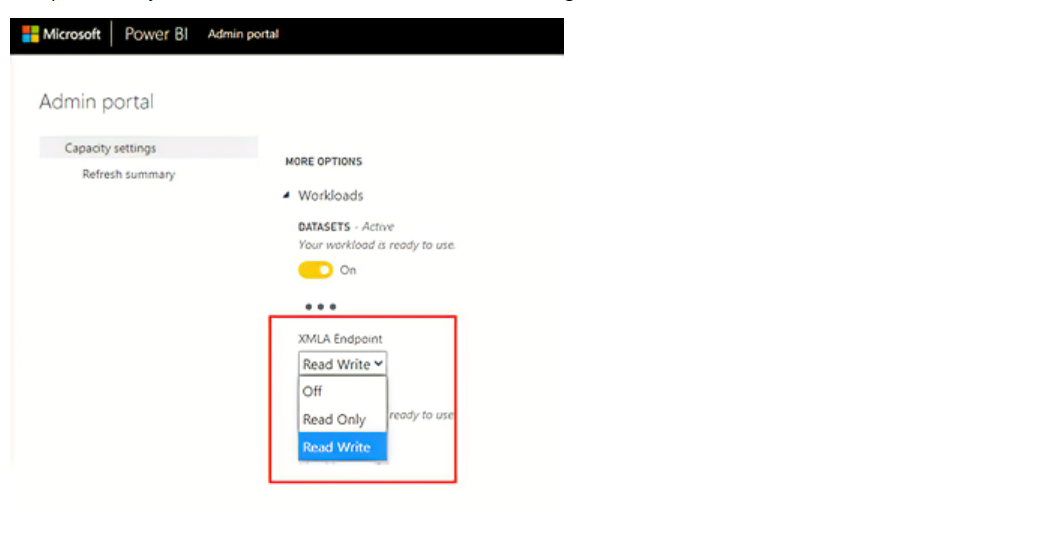 Microsoft Power BI Admin portal
Admin portal
Capacity settings
Refresh summary
MORE OPTIONS
Workloads
DATASETS - Active
Your workload is ready to use.
On
XMLA Endpoint
Read Write
Off
Read Only
ready to use
Read Write